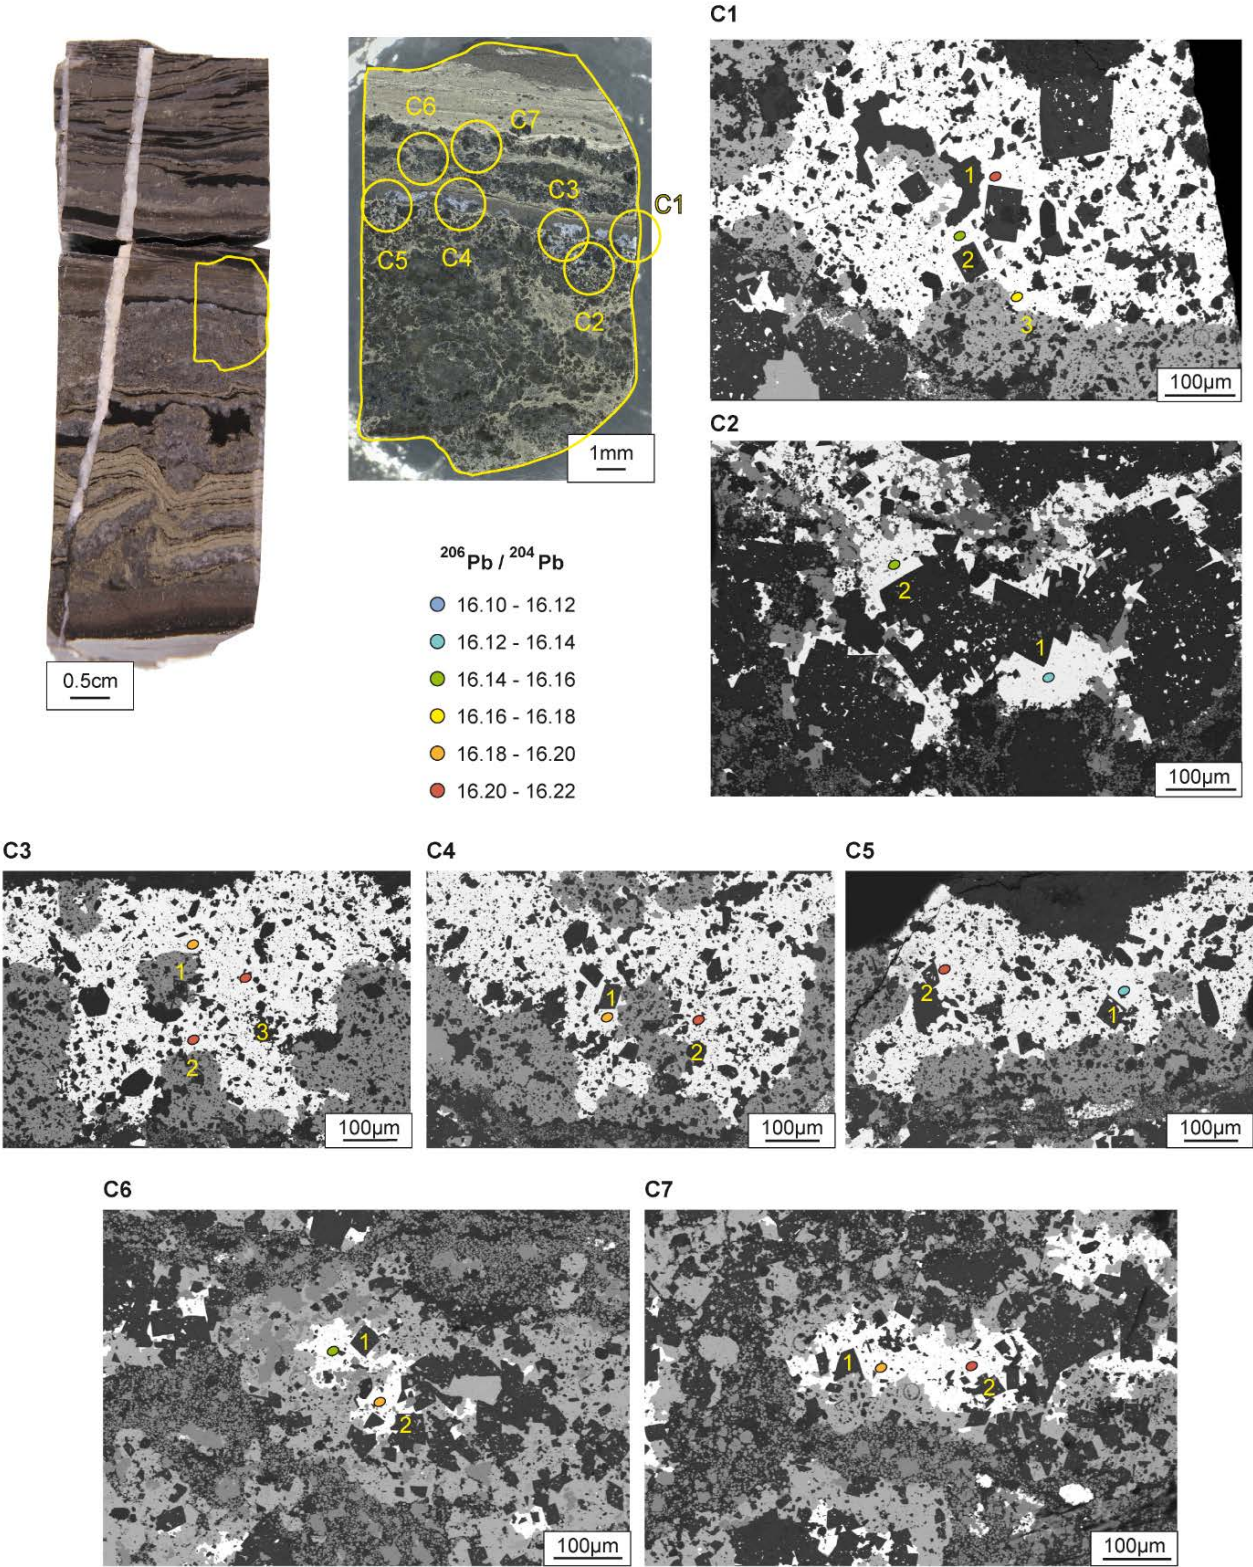 C1
C6
C7
C3
C1
C5
C4
C2
1mm
0.5cm
206Pb / 204Pb
16.10 - 16.12
16.12 - 16.14
16.14 - 16.16
16.16 - 16.18
16.18 - 16.20
16.20 - 16.22
1
2
3
100µm
C2
2
1
100µm
C3
1
3
2
100µm
C4
1
2
100µm
C5
2
1
100µm
C6
1
2
100µm
C7
1
2
100µm